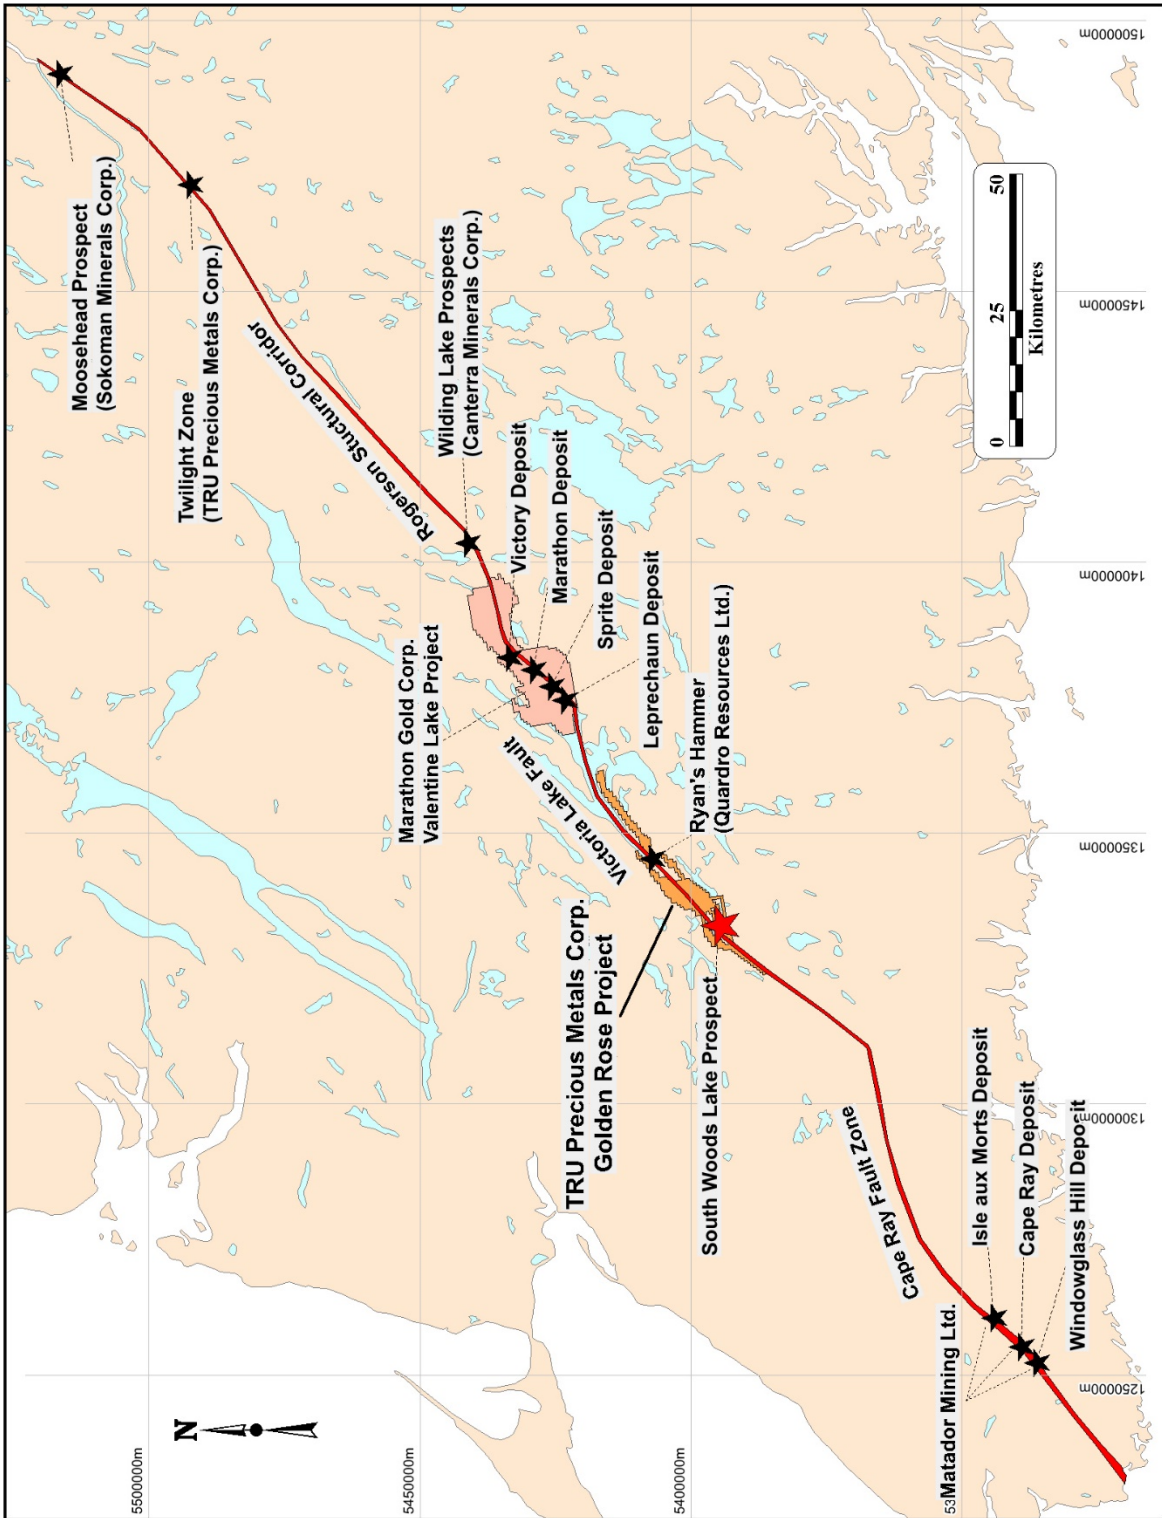 N
5500000m
5450000m
5400000m
53
1500000m
1450000m
1400000m
1350000m
1300000m
1250000m
Moosehead Prospect
(Sokoman Minerals Corp.)
Twilight Zone
(TRU Precious Metals Corp.)
Rogerson Stuctural Corridor
Wilding Lake Prospects
(Canterra Minerals Corp.)
Victory Deposit
Marathon Deposit
Sprite Deposit
Leprechaun Deposit
Marathon Gold Corp.
Valentine Lake Project
Victoria Lake Fault
Ryan's Hammer
(Quardro Resources Ltd.)
TRU Precious Metals Corp.
Golden Rose Project
South Woods Lake Prospect
Cape Ray Fault Zone
Isle aux Morts Deposit
Cape Ray Deposit
Windowglass Hill Deposit
Matador Mining Ltd.
0 25 50
Kilometres